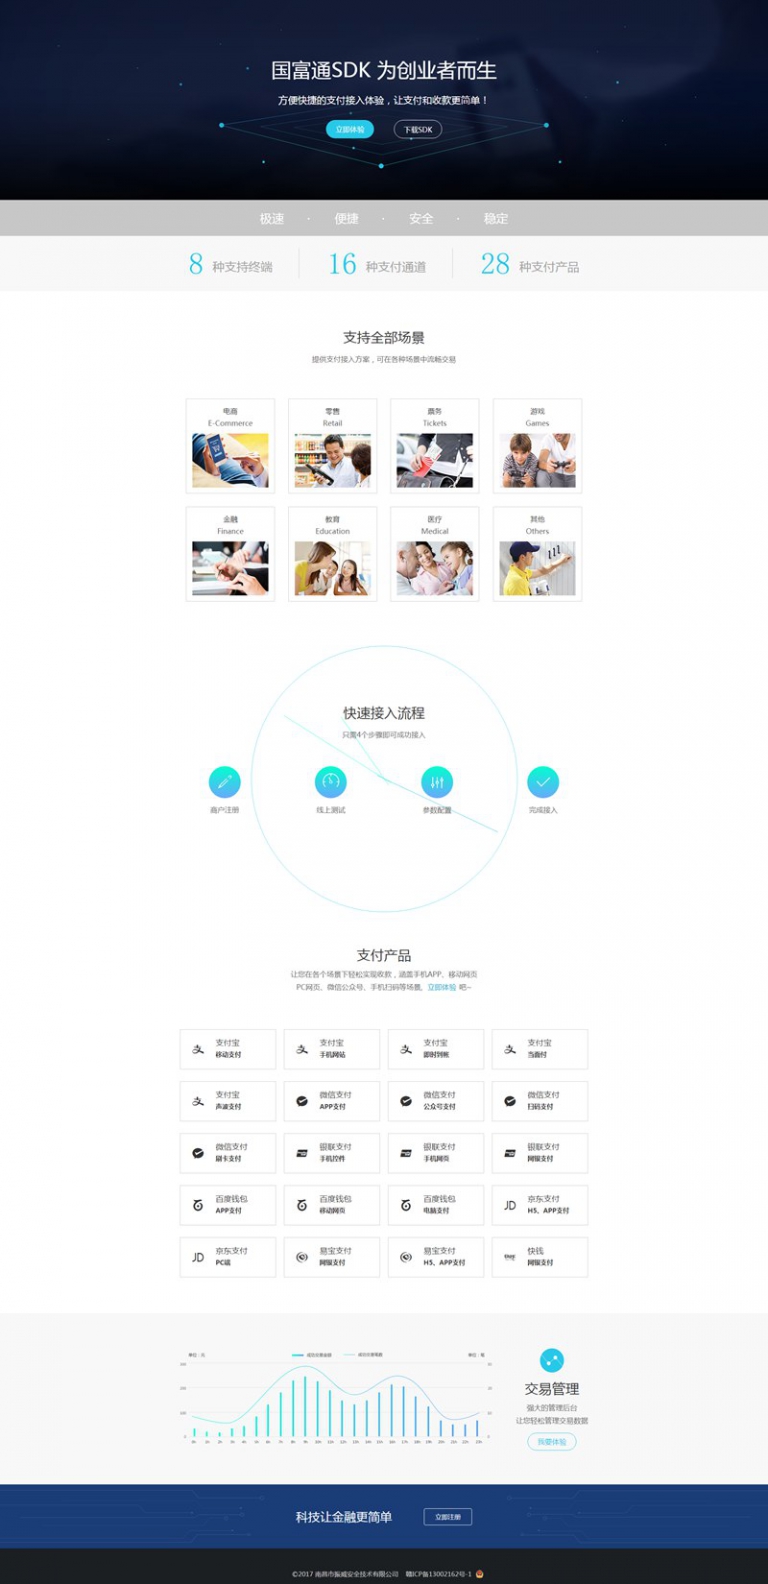 国富通SDK 为创业者而生
方便快捷的支付接入体验，让支付和收款更简单！
立即体验 下载SDK
极速 · 便捷 · 安全 · 稳定
8 种支持终端 16 种支付通道 28 种支付产品
支持全部场景
提供支付接入方案，可在各种场景中流畅交易
电商 零售 票务 游戏
E-Commerce Retail Tickets Games
金融 教育 医疗 其他
Finance Education Medical Others
快速接入流程
只需4个步骤即可成功接入
商户注册 线上测试 参数配置 完成接入
支付产品
让您在各个场景下轻松实现收款，涵盖手机APP、移动网页
PC网页、微信公众号、手机扫码等场景, 立即体验 吧~
支付宝 支付宝 支付宝 支付宝
移动支付 手机网站 即时到账 当面付
支付宝 微信支付 微信支付 微信支付
声波支付 APP支付 公众号支付 扫码支付
微信支付 银联支付 银联支付 银联支付
刷卡支付 手机控件 手机网页 网银支付
百度钱包 百度钱包 百度钱包 京东支付
APP支付 移动网页 电脑支付 H5、APP支付
京东支付 易宝支付 易宝支付 快钱
PC端 网银支付 H5、APP支付 网银支付
交易管理
强大的管理后台
让您轻松管理交易数据
我要体验
科技让金融更简单 立即注册
©2017 南昌市振威安全技术有限公司 赣ICP备13002162号-1